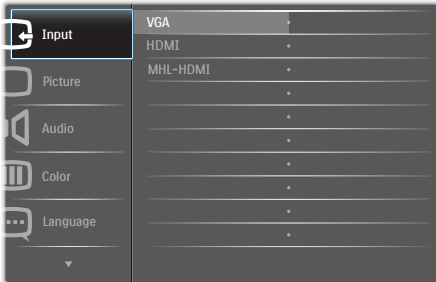 Input
Picture
Audio
Color
Language
VGA
HDMI
MHL-HDMI